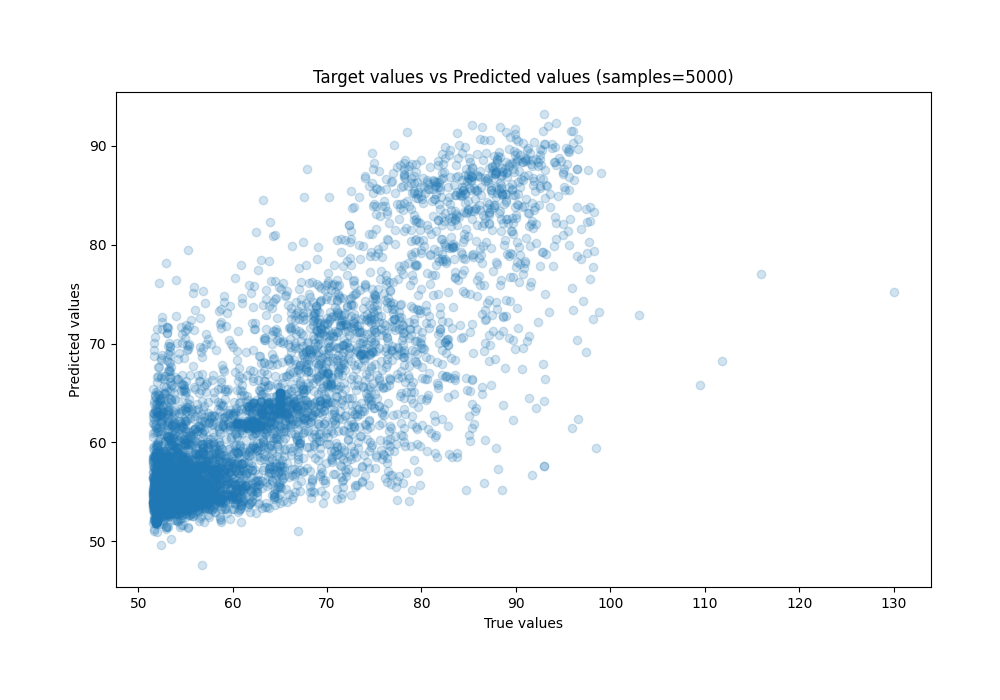 Target values vs Predicted values (samples=5000)
Predicted values
90
80
70
60
50
50 60 70 80 90 100 110 120 130
True values